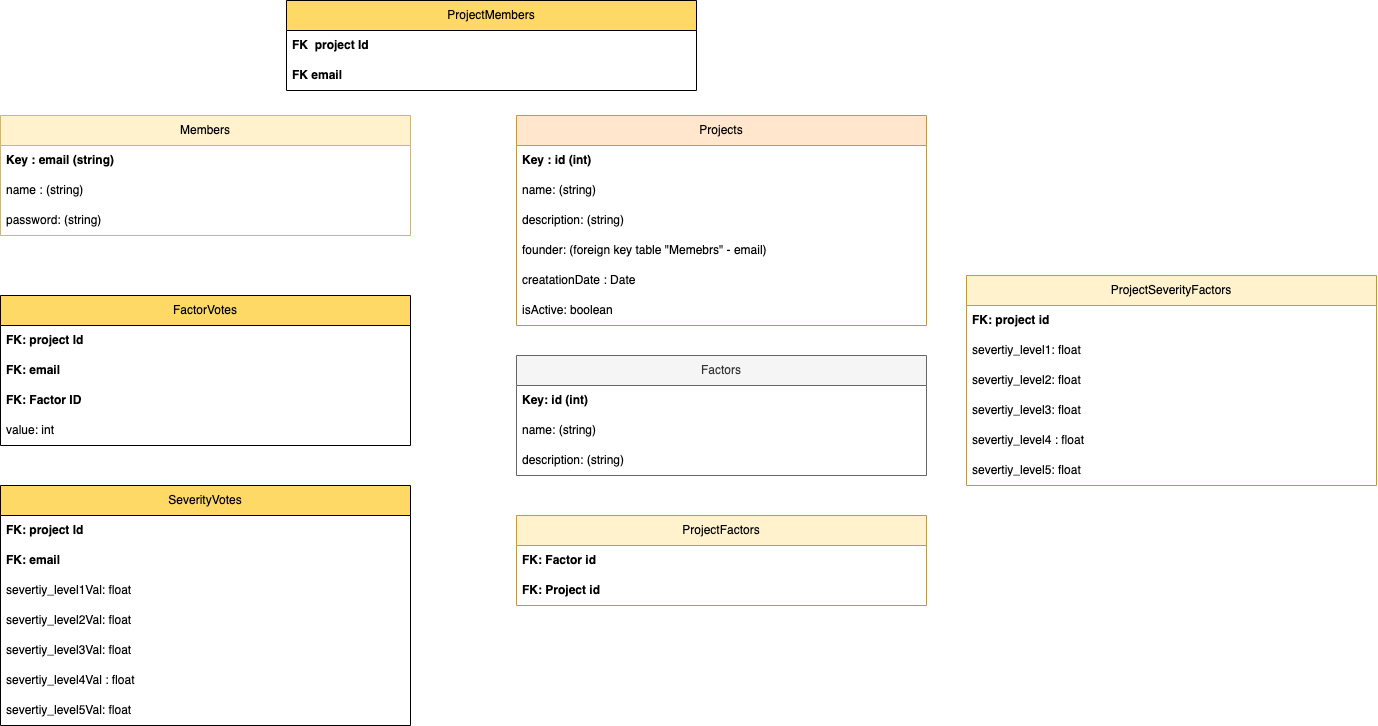 ProjectMembers
FK  project Id
FK email
Members
Key : email (string)
name : (string)
password: (string)
Projects
Key : id (int)
name: (string)
description: (string)
founder: (foreign key table "Memebrs" - email)
creatationDate : Date
isActive: boolean
FactorVotes
FK: project Id
FK: email
FK: Factor ID
value: int
Factors
Key: id (int)
name: (string)
description: (string)
ProjectSeverityFactors
FK: project id
severtiy_level1: float
severtiy_level2: float
severtiy_level3: float
severtiy_level4 : float
severtiy_level5: float
SeverityVotes
FK: project Id
FK: email
severtiy_level1Val: float
severtiy_level2Val: float
severtiy_level3Val: float
severtiy_level4Val : float
severtiy_level5Val: float
ProjectFactors
FK: Factor id
FK: Project id